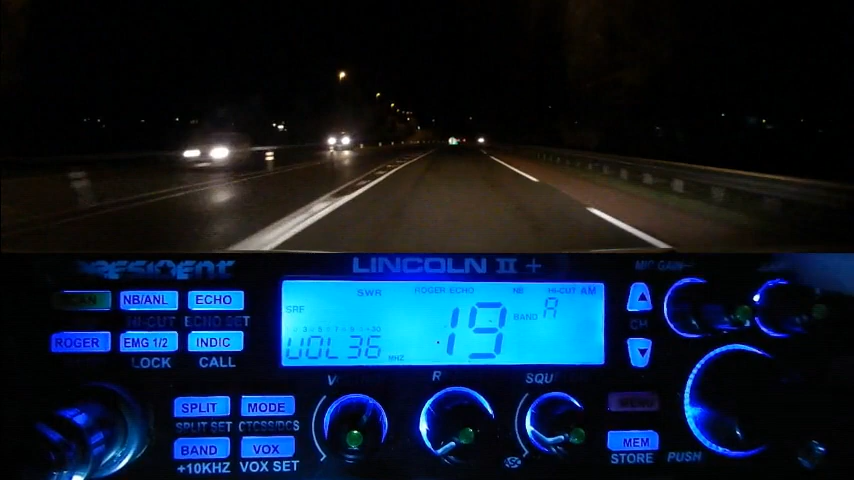 PRESIDENT LINCOLN II + MIC GAIN
SCAN NB/ANL ECHO
SWR ROGER ECHO NB HI-CUT AM
SRF 19 BAND A
HI-CUT ECHO SET CH
ROGER EMG 1/2 INDIC
VOL 36 MHZ
LOCK CALL
SQU
SPLIT MODE MENU
SPLIT SET CTCSS/DCS
BAND VOX MEM
+10KHZ VOX SET STORE PUSH